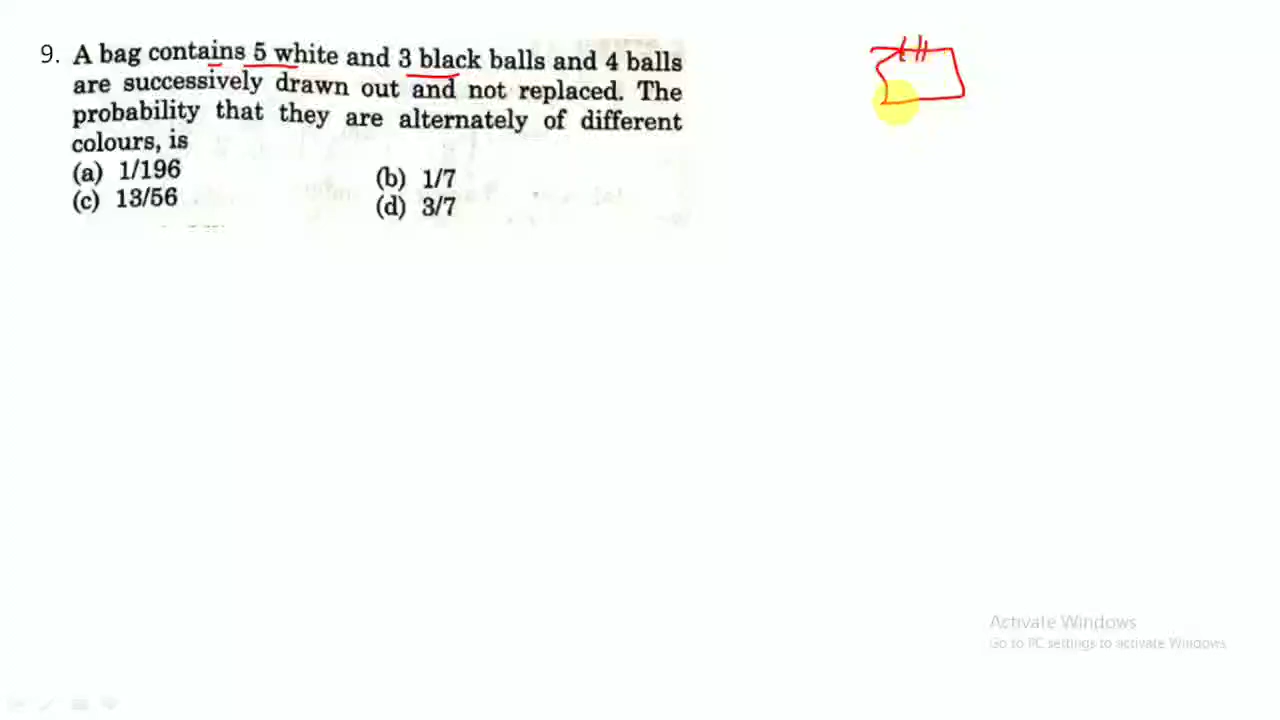 9. A bag contains 5 white and 3 black balls and 4 balls
are successively drawn out and not replaced. The
probability that they are alternately of different
colours, is
(a) 1/196 (b) 1/7
(c) 13/56 (d) 3/7
Activate Windows
Go to PC settings to activate Windows.